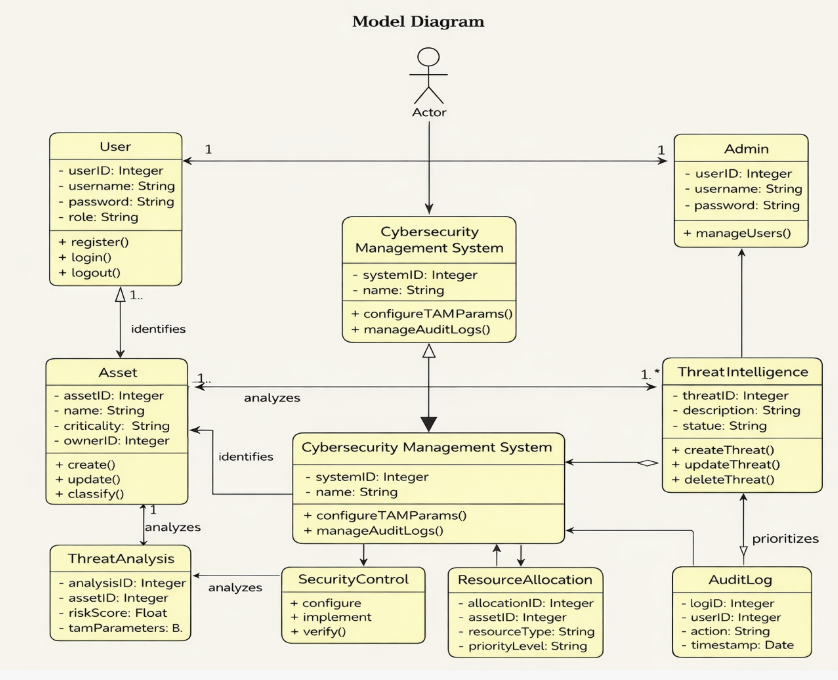 Model Diagram
Actor
User
- userID: Integer
- username: String
- password: String
- role: String
+ register()
+ login()
+ logout()
1
1
Admin
- userID: Integer
- username: String
- password: String
+ manageUsers()
Cybersecurity
Management System
- systemID: Integer
- name: String
+ configureTAMParams()
+ manageAuditLogs()
1..
identifies
Asset
- assetID: Integer
- name: String
- criticality: String
- ownerID: Integer
+ create()
+ update()
+ classify()
1..
analyzes
1. *
ThreatIntelligence
- threatID: Integer
- description: String
- statue: String
+ createThreat()
+ updateThreat()
+ deleteThreat()
identifies
Cybersecurity Management System
- systemID: Integer
- name: String
+ configureTAMParams()
+ manageAuditLogs()
1
analyzes
prioritizes
ThreatAnalysis
- analysisID: Integer
- assetID: Integer
- riskScore: Float
- tamParameters: B.
analyzes
SecurityControl
+ configure
+ implement
+ verify()
ResourceAllocation
- allocationID: Integer
- assetID: Integer
- resourceType: String
- priorityLevel: String
AuditLog
- logiD: Integer
- userID: Integer
- action: String
- timestamp: Date